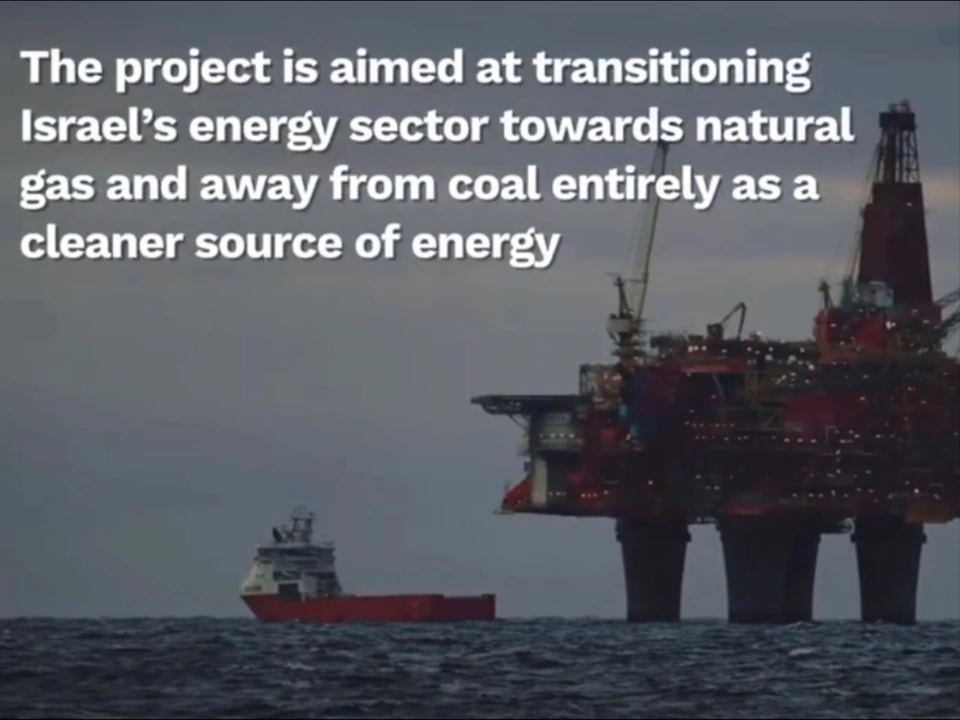 The project is aimed at transitioning
Israel’s energy sector towards natural
gas and away from coal entirely as a
cleaner source of energy